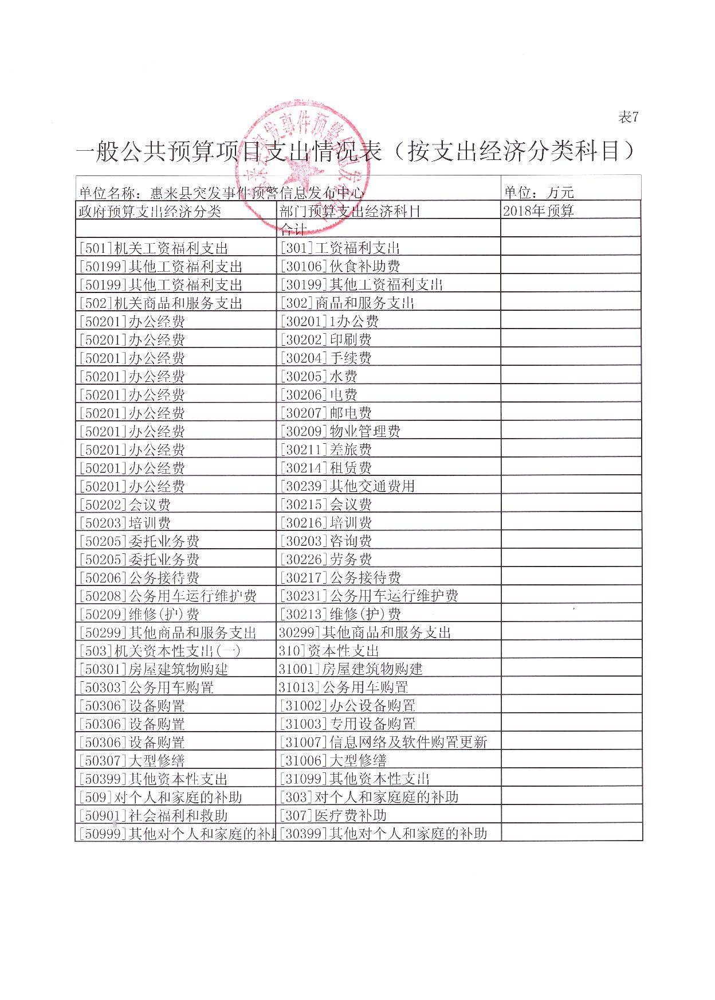 表7
一般公共预算项目支出情况表（按支出经济分类科目）
单位名称：惠来县突发事件预警信息发布中心 单位：万元
政府预算支出经济分类 部门预算支出经济科目 2018年预算
合计
[501]机关工资福利支出 [301]工资福利支出
[50199]其他工资福利支出 [30106]伙食补助费
[50199]其他工资福利支出 [30199]其他工资福利支出
[502]机关商品和服务支出 [302]商品和服务支出
[50201]办公经费 [30201]1办公费
[50201]办公经费 [30202]印刷费
[50201]办公经费 [30204]手续费
[50201]办公经费 [30205]水费
[50201]办公经费 [30206]电费
[50201]办公经费 [30207]邮电费
[50201]办公经费 [30209]物业管理费
[50201]办公经费 [30211]差旅费
[50201]办公经费 [30214]租赁费
[50201]办公经费 [30239]其他交通费用
[50202]会议费 [30215]会议费
[50203]培训费 [30216]培训费
[50205]委托业务费 [30203]咨询费
[50205]委托业务费 [30226]劳务费
[50206]公务接待费 [30217]公务接待费
[50208]公务用车运行维护费 [30231]公务用车运行维护费
[50209]维修(护)费 [30213]维修(护)费
[50299]其他商品和服务支出 30299]其他商品和服务支出
[503]机关资本性支出(一) 310]资本性支出
[50301]房屋建筑物购建 31001]房屋建筑物购建
[50303]公务用车购置 31013]公务用车购置
[50306]设备购置 [31002]办公设备购置
[50306]设备购置 [31003]专用设备购置
[50306]设备购置 [31007]信息网络及软件购置更新
[50307]大型修缮 [31006]大型修缮
[50399]其他资本性支出 [31099]其他资本性支出
[509]对个人和家庭的补助 [303]对个人和家庭庭的补助
[50901]社会福利和救助 [307]医疗费补助
[50999]其他对个人和家庭的补 [30399]其他对个人和家庭的补助